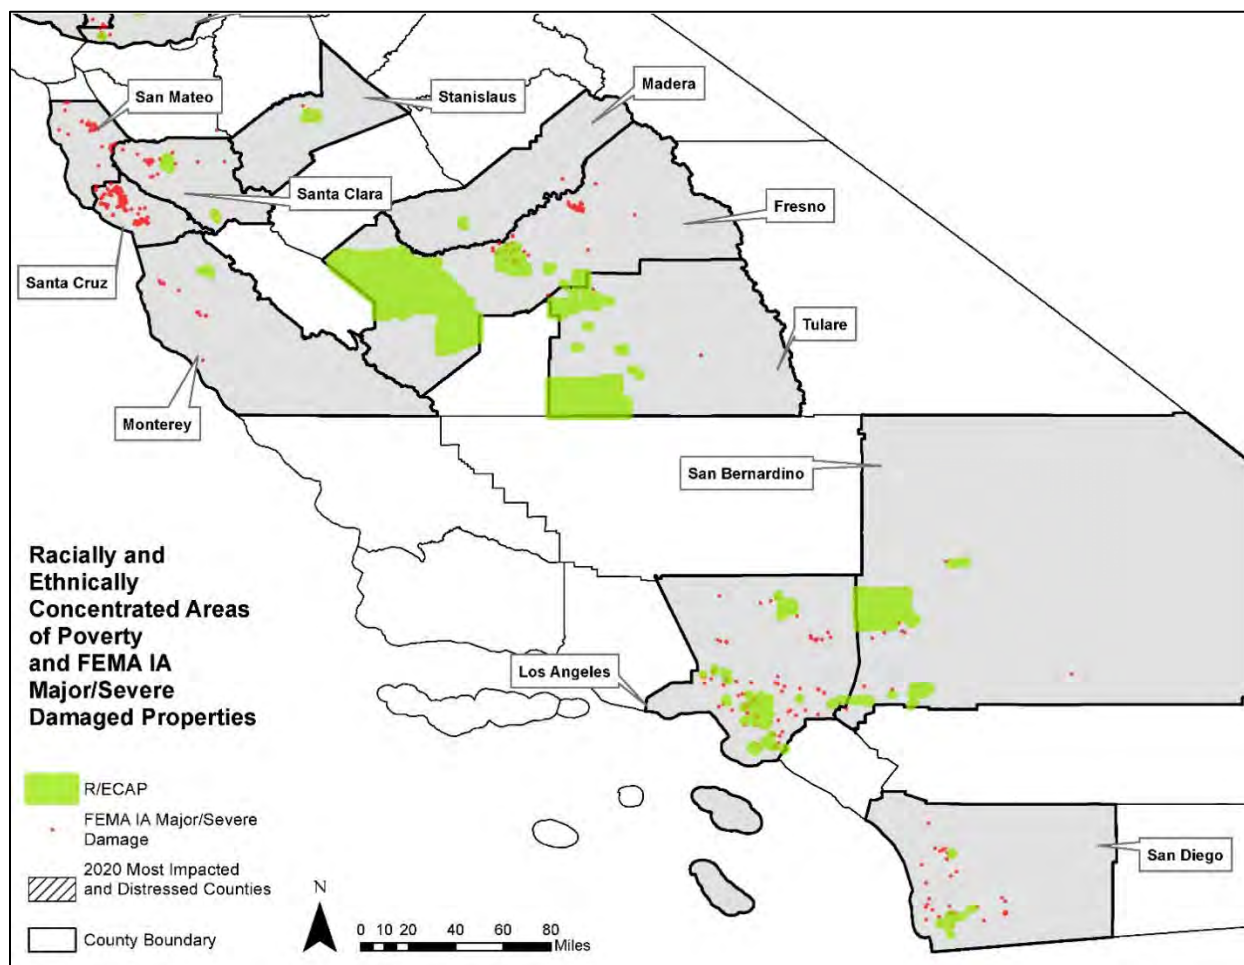 San Mateo
Stanislaus
Madera
Santa Clara
Fresno
Santa Cruz
Tulare
Monterey
San Bernardino
Racially and
Ethnically
Concentrated Areas
of Poverty
and FEMA IA
Major/Severe
Damaged Properties
Los Angeles
R/ECAP
FEMA IA Major/Severe
Damage
2020 Most Impacted
and Distressed Counties
County Boundary
N
0 10 20 40 60 80
Miles
San Diego